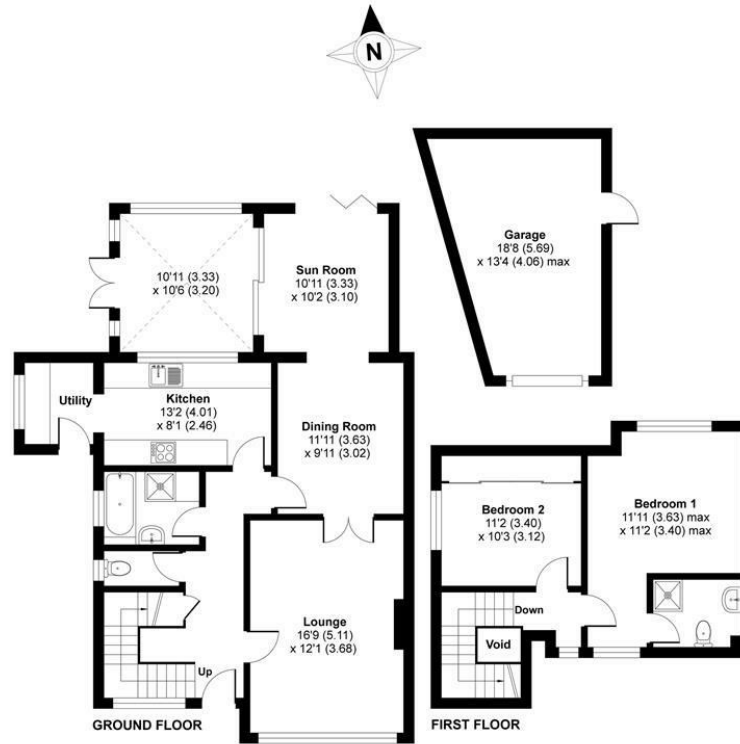 N
Garage
18'8 (5.69)
x 13'4 (4.06) max
10'11 (3.33)
x 10'6 (3.20)
Sun Room
10'11 (3.33)
x 10'2 (3.10)
Utility
Kitchen
13'2 (4.01)
x 8'1 (2.46)
Dining Room
11'11 (3.63)
x 9'11 (3.02)
Lounge
16'9 (5.11)
x 12'1 (3.68)
Up
GROUND FLOOR
Bedroom 2
11'2 (3.40)
x 10'3 (3.12)
Bedroom 1
11'11 (3.63) max
x 11'2 (3.40) max
Down
Void
FIRST FLOOR